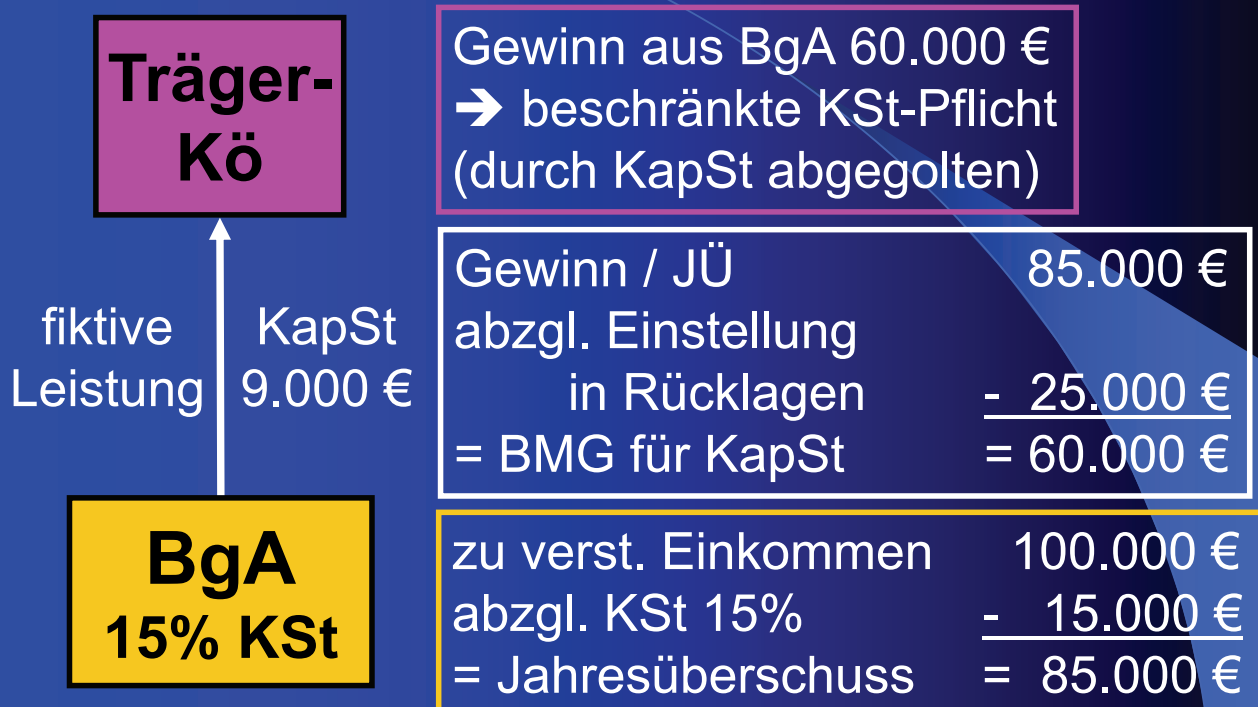 Träger-
Kö
Gewinn aus BgA 60.000 €
➔ beschränkte KSt-Pflicht
(durch KapSt abgegolten)
fiktive
Leistung
KapSt
9.000 €
Gewinn / JÜ 85.000 €
abzgl. Einstellung
in Rücklagen - 25.000 €
= BMG für KapSt = 60.000 €
BgA
15% KSt
zu verst. Einkommen 100.000 €
abzgl. KSt 15% - 15.000 €
= Jahresüberschuss = 85.000 €